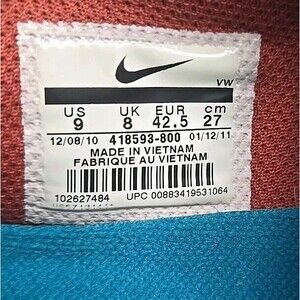 VW
US UK EUR cm
9 8 42.5 27
12/08/10 418593-800 01/12/11
MADE IN VIETNAM
FABRIQUE AU VIETNAM
102627484 UPC 00883419531064